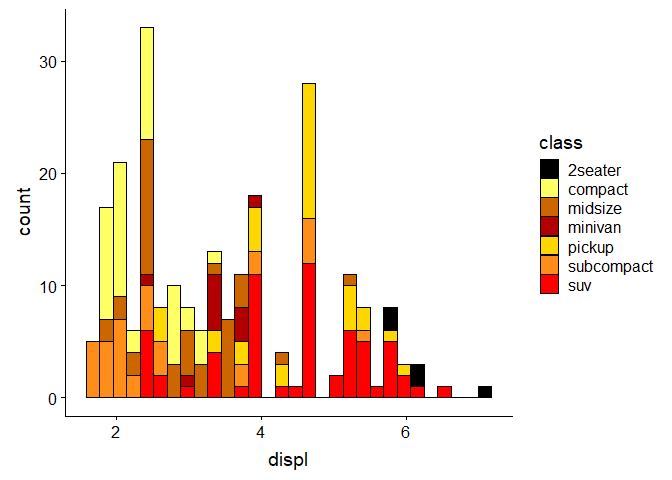 30
20
10
0
count
2
4
6
displ
class
2seater
compact
midsize
minivan
pickup
subcompact
suv